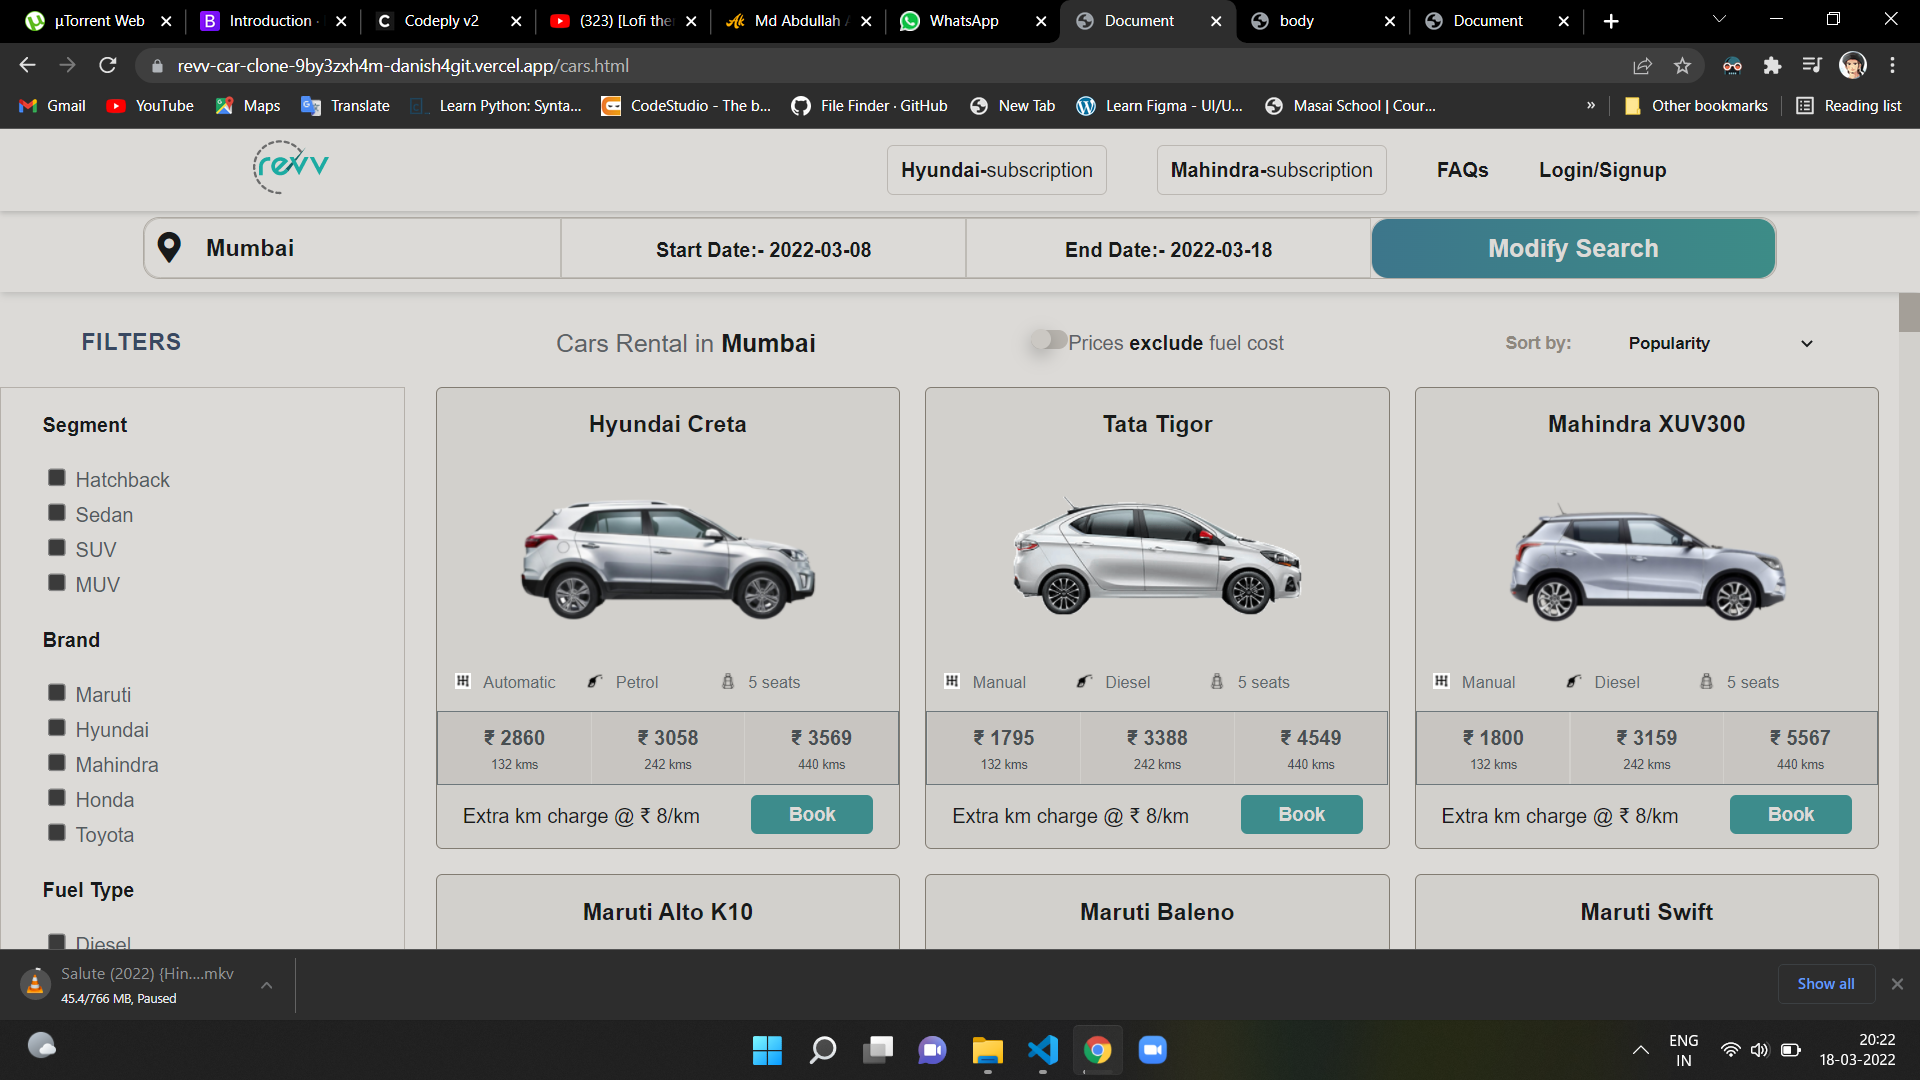 µTorrent Web
Introduction ·
Codeply v2
(323) [Lofi the
Md Abdullah A
WhatsApp
Document
body
Document
revv-car-clone-9by3zxh4m-danish4git.vercel.app/cars.html
Gmail
YouTube
Maps
Translate
Learn Python: Synta...
CodeStudio - The b...
File Finder · GitHub
New Tab
Learn Figma - UI/U...
Masai School | Cour...
»
Other bookmarks
Reading list
revv
Hyundai-subscription
Mahindra-subscription
FAQs
Login/Signup
Mumbai
Start Date:- 2022-03-08
End Date:- 2022-03-18
Modify Search
FILTERS
Cars Rental in Mumbai
Prices exclude fuel cost
Sort by:
Popularity
Segment
Hatchback
Sedan
SUV
MUV
Brand
Maruti
Hyundai
Mahindra
Honda
Toyota
Fuel Type
Diesel
Hyundai Creta
Automatic
Petrol
5 seats
₹ 2860
₹ 3058
₹ 3569
132 kms
242 kms
440 kms
Extra km charge @ ₹ 8/km
Book
Tata Tigor
Manual
Diesel
5 seats
₹ 1795
₹ 3388
₹ 4549
132 kms
242 kms
440 kms
Extra km charge @ ₹ 8/km
Book
Mahindra XUV300
Manual
Diesel
5 seats
₹ 1800
₹ 3159
₹ 5567
132 kms
242 kms
440 kms
Extra km charge @ ₹ 8/km
Book
Maruti Alto K10
Maruti Baleno
Maruti Swift
Salute (2022) {Hin....mkv
45.4/766 MB, Paused
Show all
ENG
IN
20:22
18-03-2022